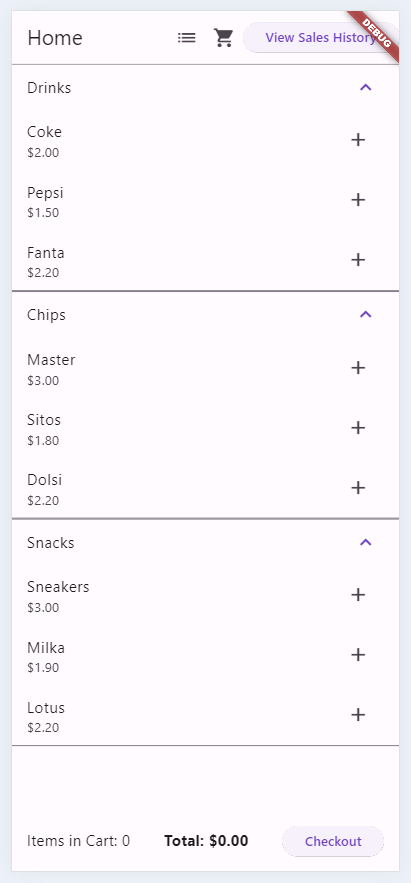 Home
View Sales History
DEBUG
Drinks
Coke
$2.00
Pepsi
$1.50
Fanta
$2.20
Chips
Master
$3.00
Sitos
$1.80
Dolsi
$2.20
Snacks
Sneakers
$3.00
Milka
$1.90
Lotus
$2.20
Items in Cart: 0 Total: $0.00 Checkout